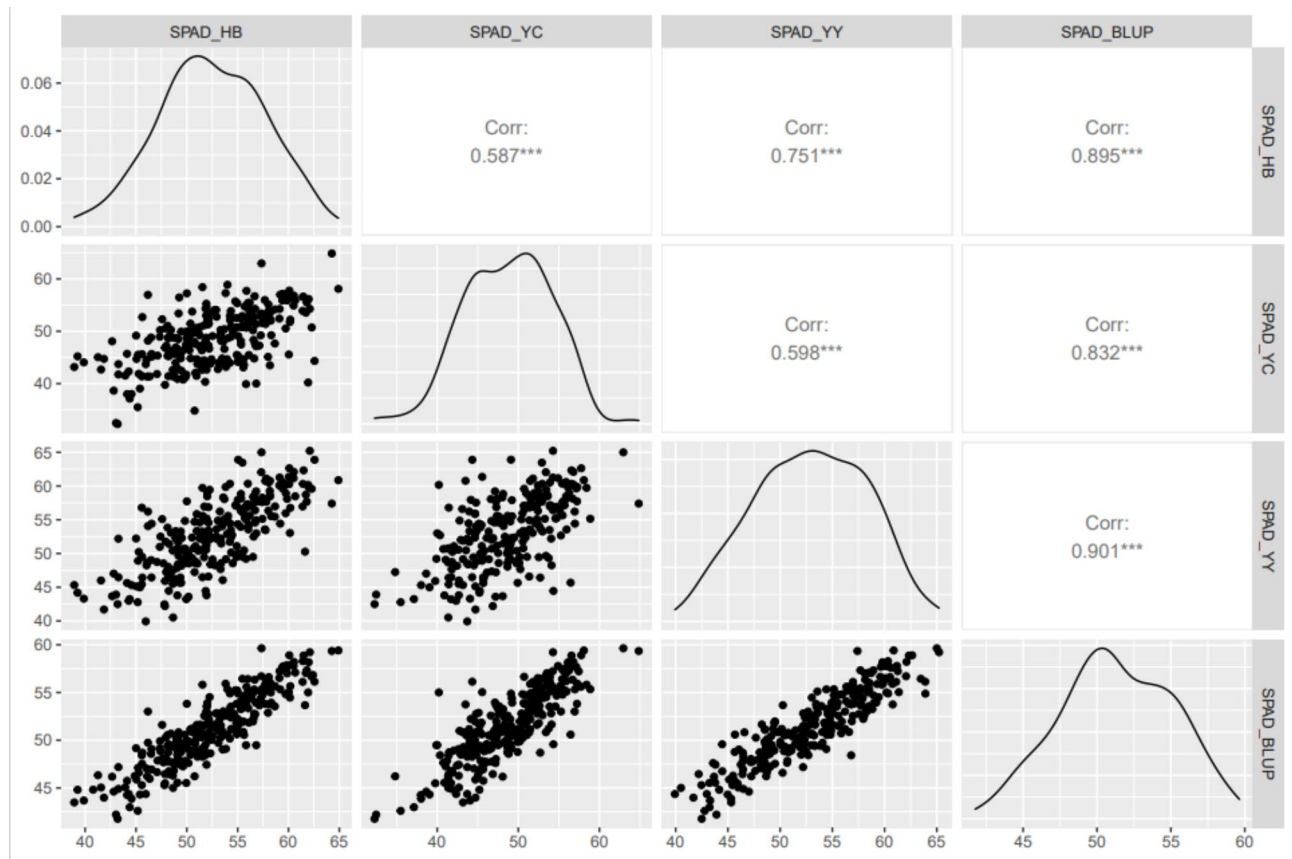 SPAD_HB SPAD_YC SPAD_YY SPAD_BLUP
0.06
0.04
0.02
0.00
Corr:
0.587***
Corr:
0.751***
Corr:
0.895***
SPAD_HB
60
50
40
Corr:
0.598***
Corr:
0.832***
SPAD_YC
65
60
55
50
45
40
Corr:
0.901***
SPAD_YY
60
55
50
45
SPAD_BLUP
40 45 50 55 60 65
40 50 60
40 45 50 55 60 65
45 50 55 60